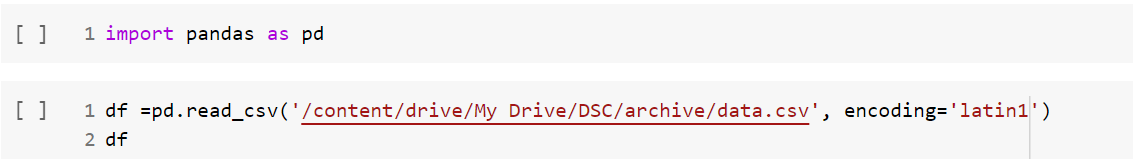 [ ] 1 import pandas as pd
[ ] 1 df =pd.read_csv('/content/drive/My Drive/DSC/archive/data.csv', encoding='latin1')
2 df